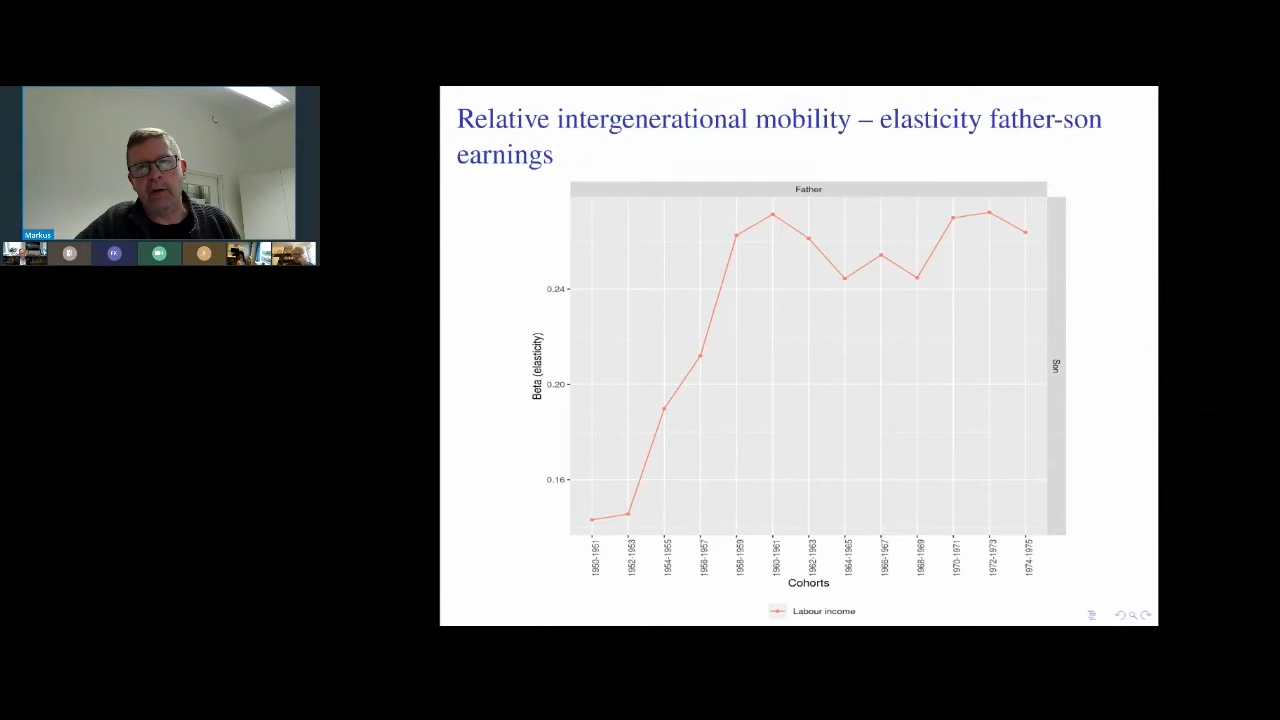 Relative intergenerational mobility – elasticity father-son
earnings
Father
Son
Beta (elasticity)
0.24
0.20
0.16
1950-1951
1952-1953
1954-1955
1956-1957
1958-1959
1960-1961
1962-1963
1964-1965
1966-1967
1968-1969
1970-1971
1972-1973
1974-1975
Cohorts
Labour income
Markus
FK